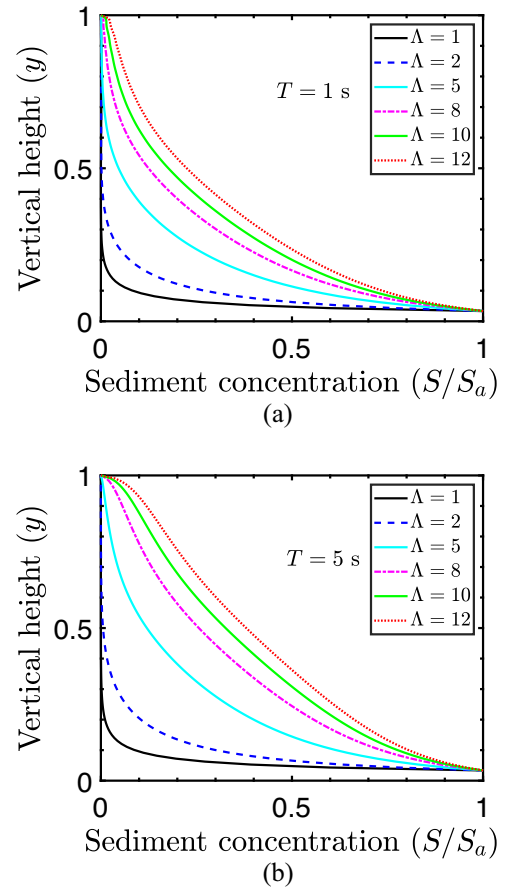 1
Λ = 1
Λ = 2
T = 1 s
Λ = 5
Λ = 8
Λ = 10
Λ = 12
0.5
Vertical height (y)
0
0 0.5 1
Sediment concentration (S/Sₐ)
(a)
1
Λ = 1
Λ = 2
Λ = 5
T = 5 s
Λ = 8
Λ = 10
Λ = 12
0.5
Vertical height (y)
0
0 0.5 1
Sediment concentration (S/Sₐ)
(b)